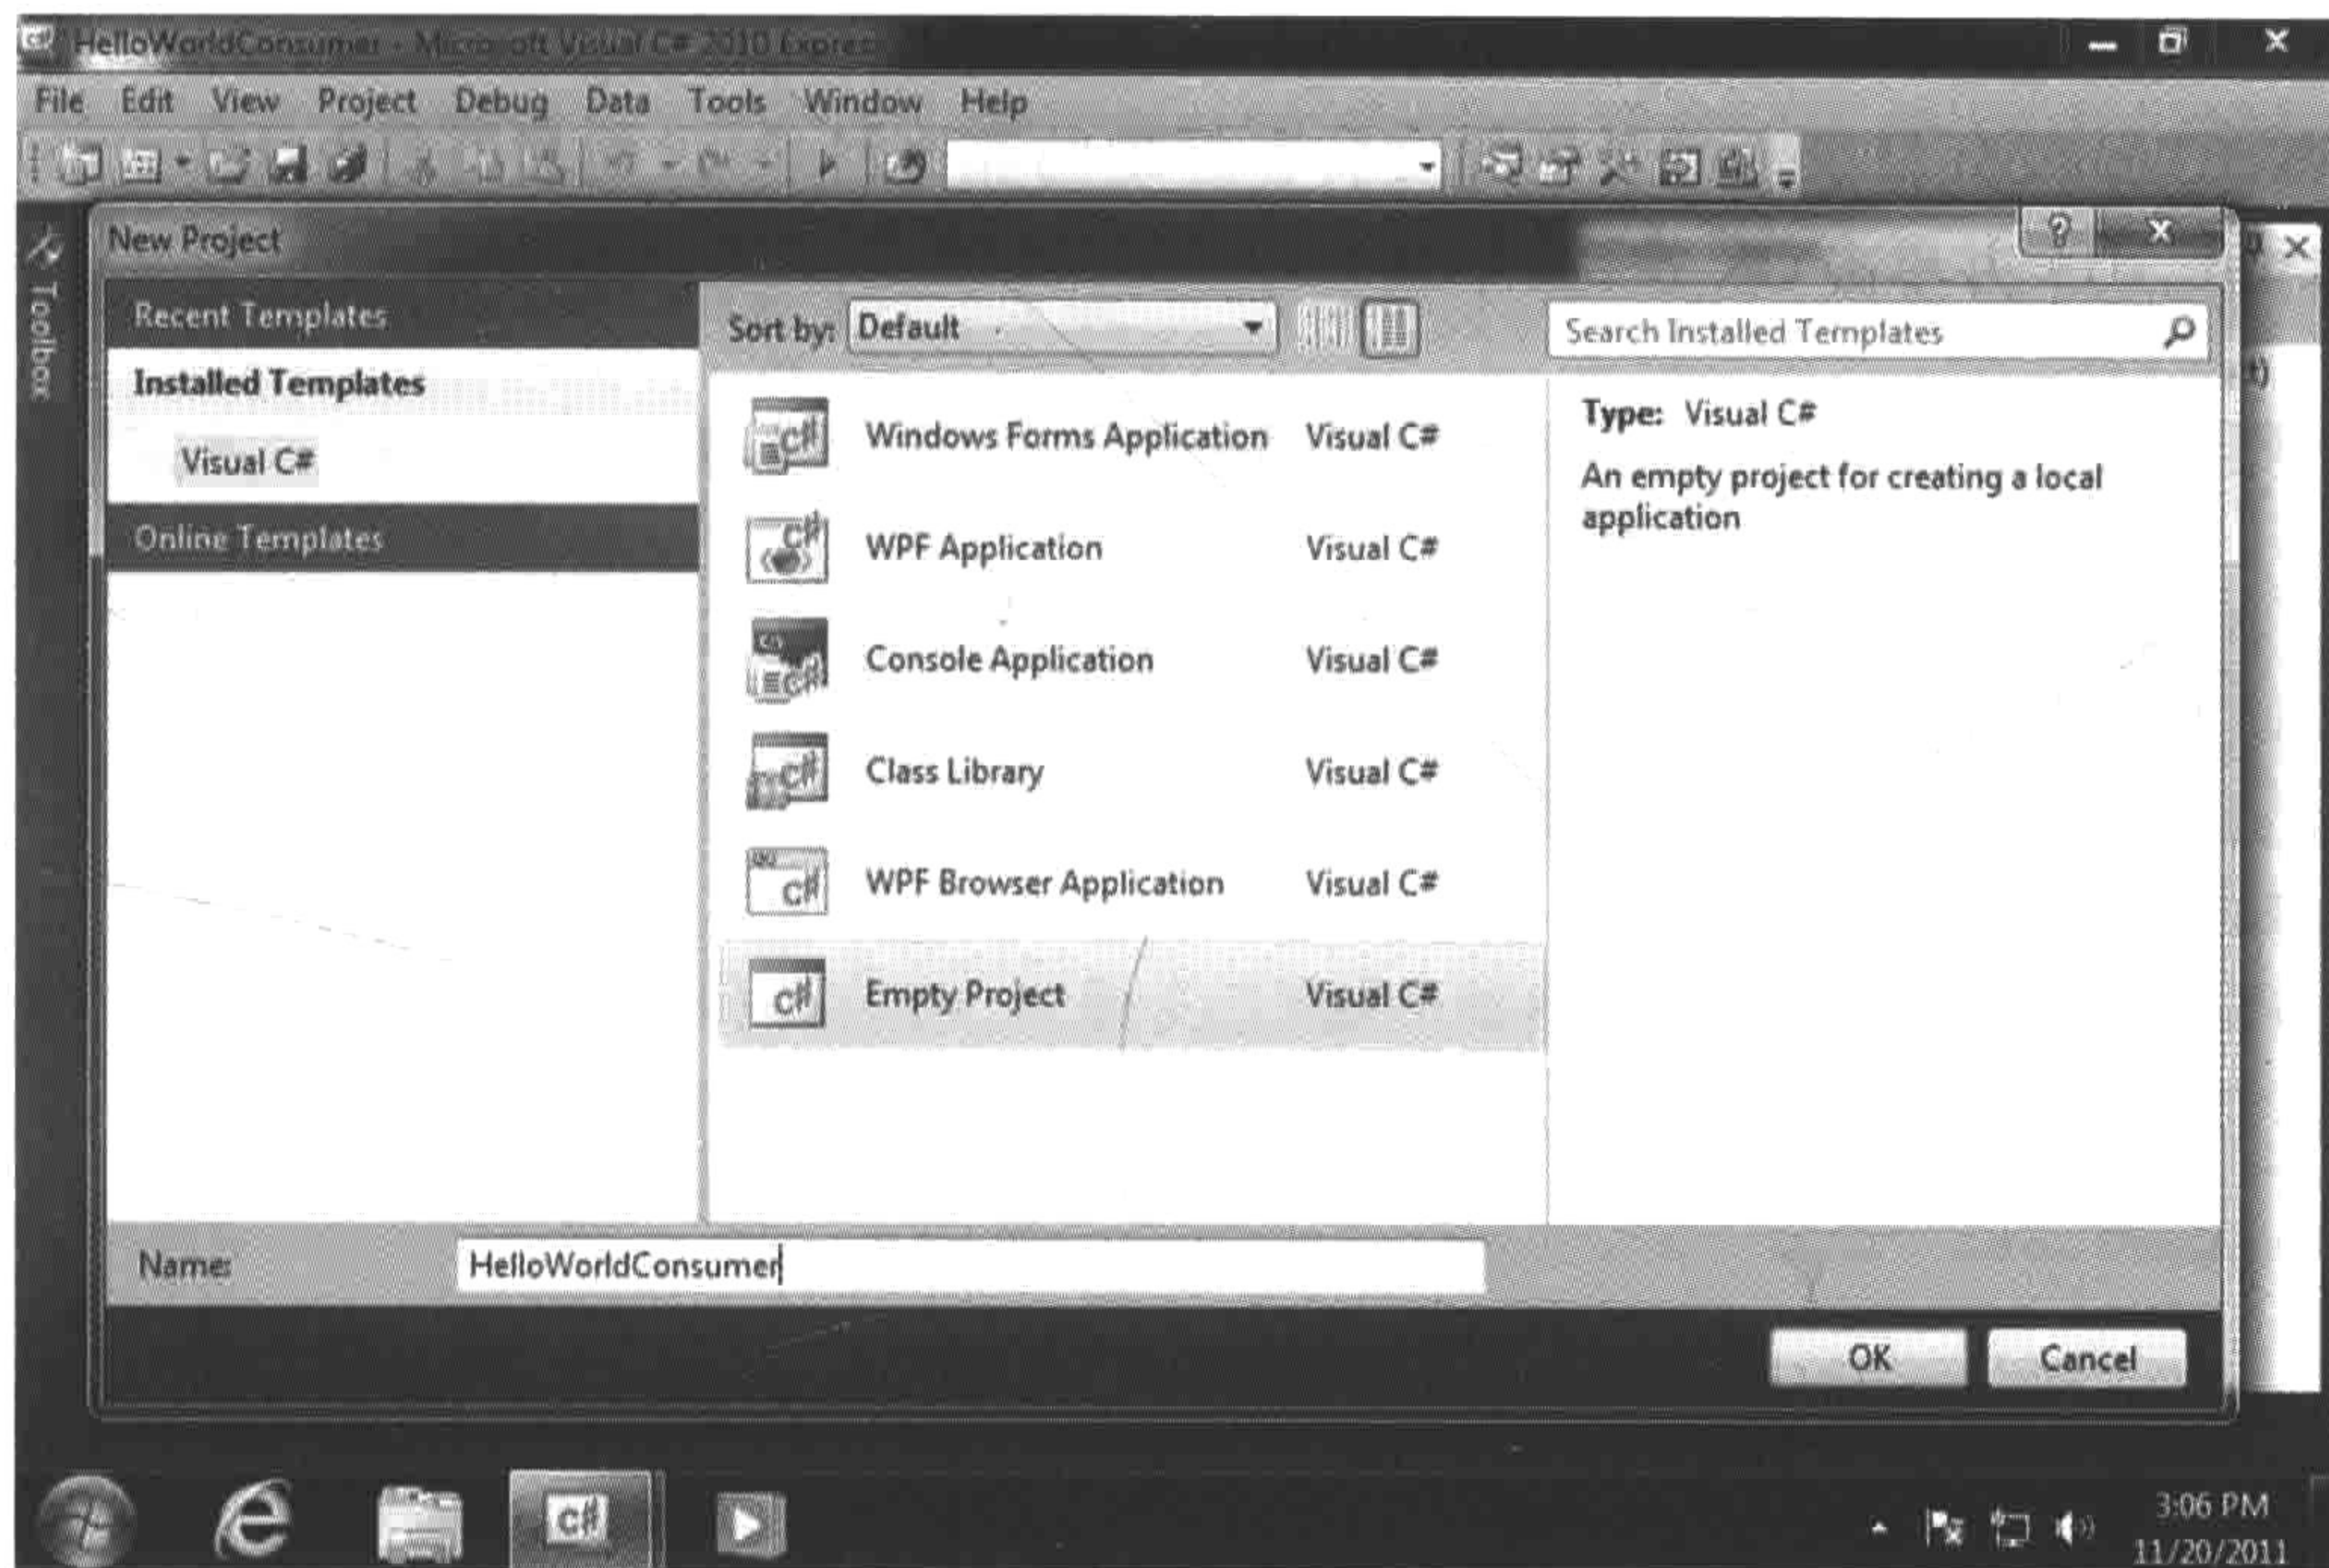 HelloWorldConsumer - Microsoft Visual C# 2010 Express
File Edit View Project Debug Data Tools Window Help
Toolbox
New Project
Recent Templates
Installed Templates
Visual C#
Online Templates
Sort by: Default
Search Installed Templates
Windows Forms Application Visual C#
WPF Application Visual C#
Console Application Visual C#
Class Library Visual C#
WPF Browser Application Visual C#
Empty Project Visual C#
Type: Visual C#
An empty project for creating a local
application
Name: HelloWorldConsumer
OK Cancel
3:06 PM
11/20/2011